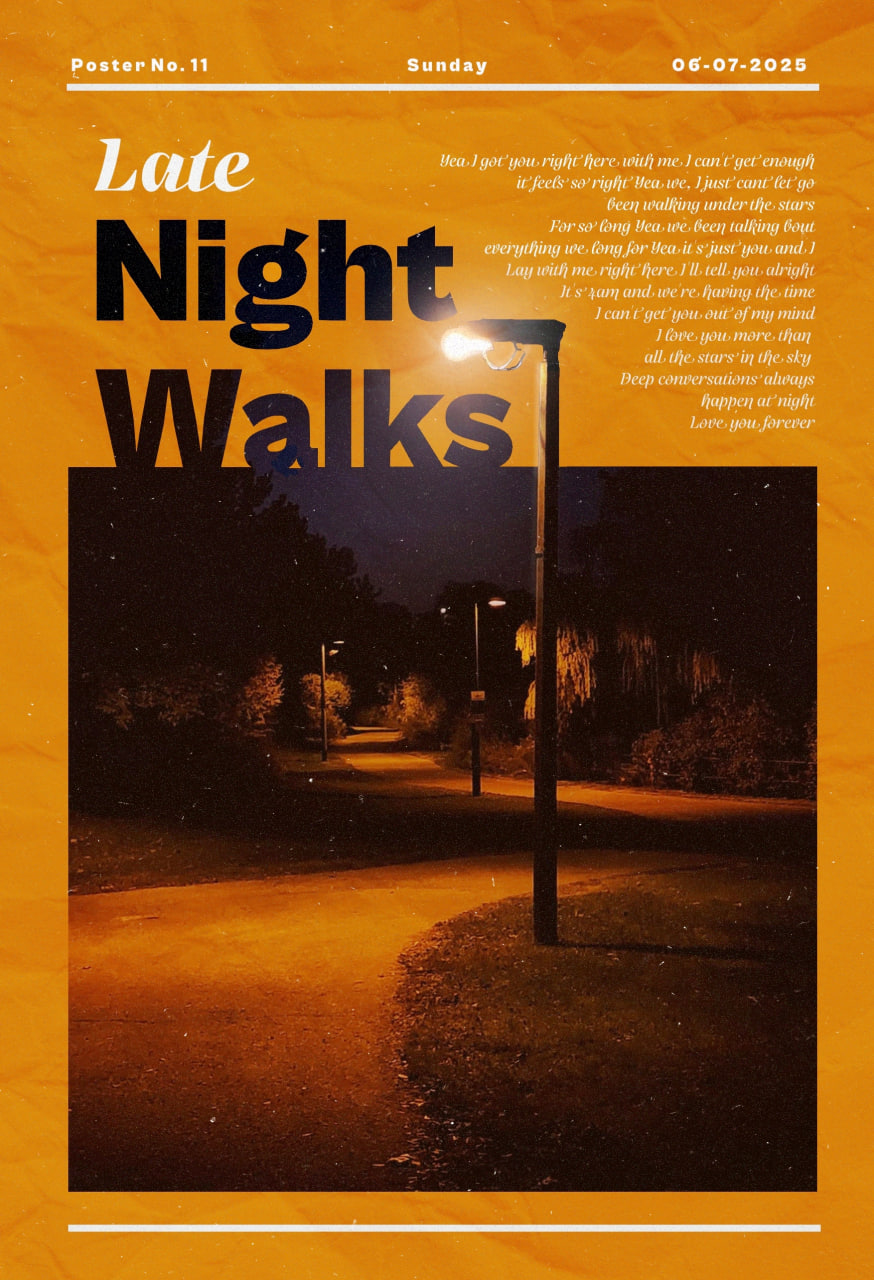 Poster No. 11
Sunday
06-07-2025
Late
Night
Walks
Yea I got you right here with me I can't get enough
it feels so right Yea we, I just cant let go
been walking under the stars
For so long Yea we been talking bout
everything we long for Yea it's just you and I
Lay with me right here I'll tell you alright
It's 4am and we're having the time
I can't get you out of my mind
I love you more than
all the stars in the sky
Deep conversations always
happen at night
Love you forever